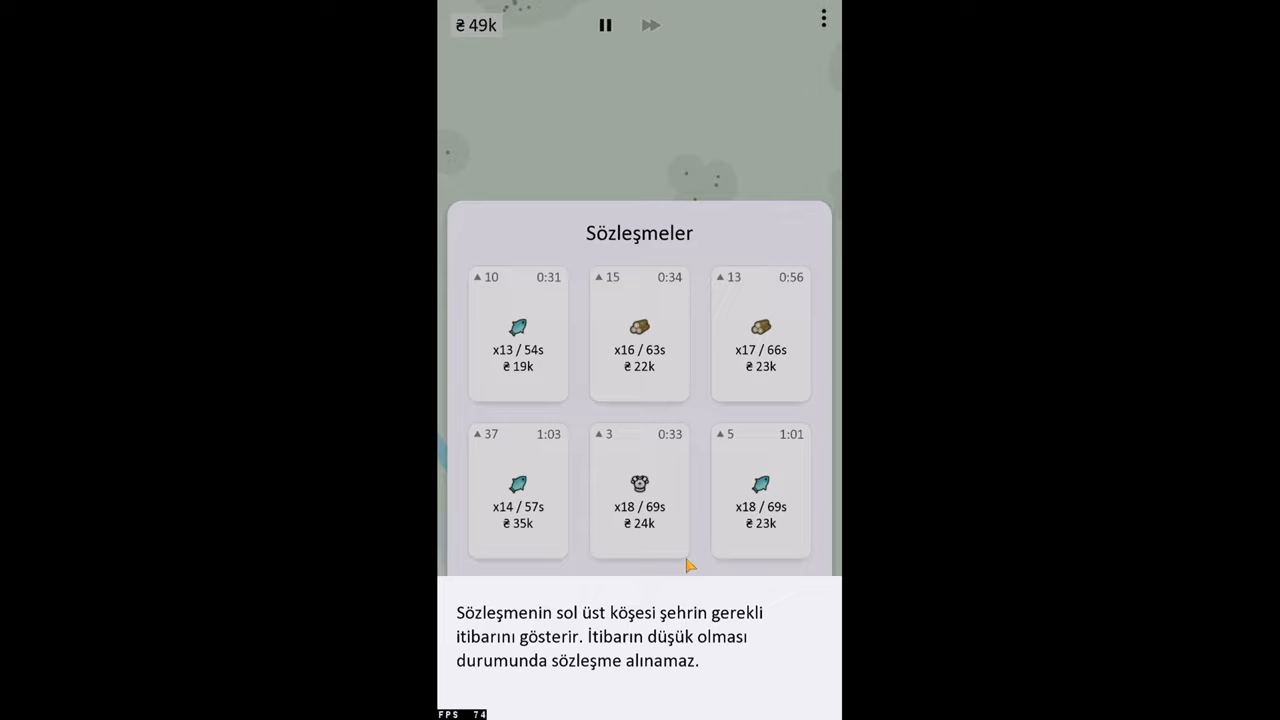 ₴ 49k
Sözleşmeler
▲ 10 0:31
x13 / 54s
₴ 19k
▲ 15 0:34
x16 / 63s
₴ 22k
▲ 13 0:56
x17 / 66s
₴ 23k
▲ 37 1:03
x14 / 57s
₴ 35k
▲ 3 0:33
x18 / 69s
₴ 24k
▲ 5 1:01
x18 / 69s
₴ 23k
Sözleşmenin sol üst köşesi şehrin gerekli
itibarını gösterir. İtibarın düşük olması
durumunda sözleşme alınamaz.
FPS 74